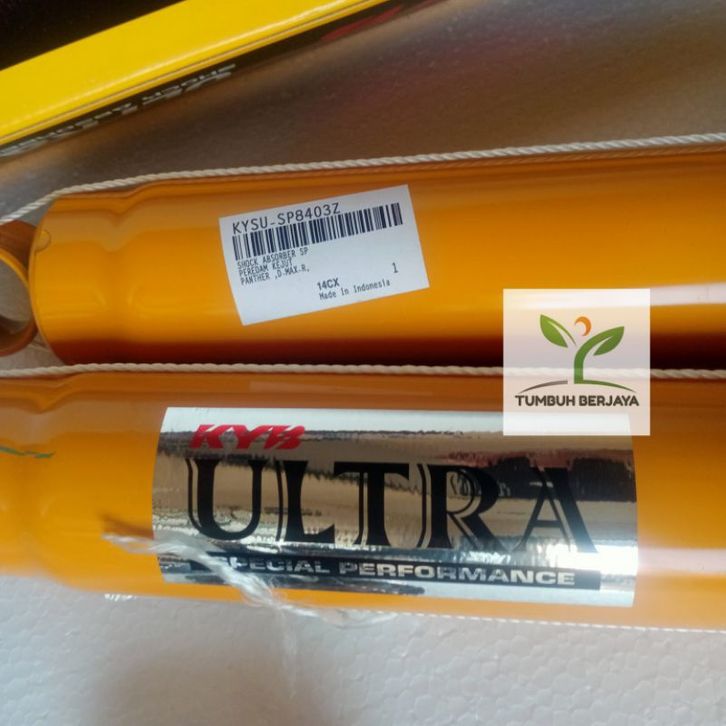 KYSU-SP8403Z
SHOCK ABSORBER SP
PEREDAM KEJUT
PANTHER ,D-MAX-R,
14CX 1
Made In Indonesia
TUMBUH BERJAYA
KYB
ULTRA
SPECIAL PERFORMANCE